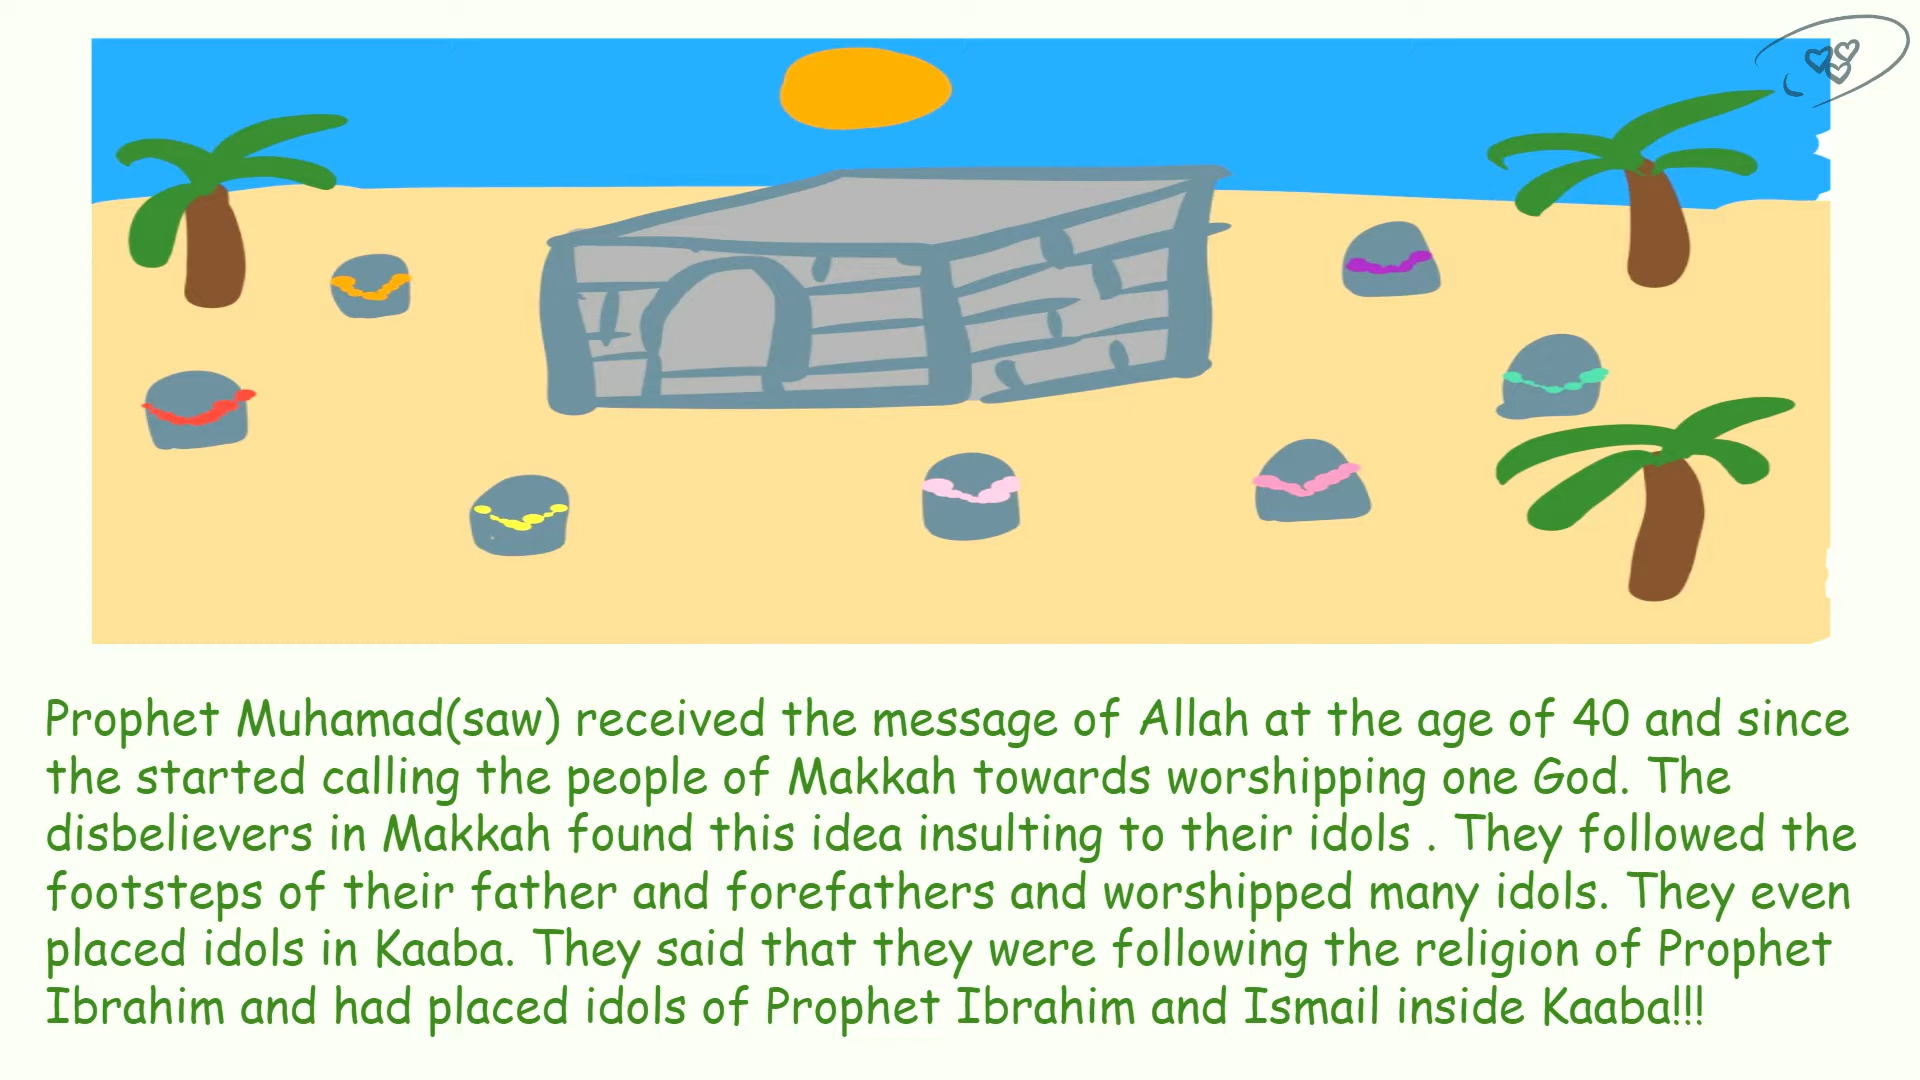 Prophet Muhamad(saw) received the message of Allah at the age of 40 and since
the started calling the people of Makkah towards worshipping one God. The
disbelievers in Makkah found this idea insulting to their idols . They followed the
footsteps of their father and forefathers and worshipped many idols. They even
placed idols in Kaaba. They said that they were following the religion of Prophet
Ibrahim and had placed idols of Prophet Ibrahim and Ismail inside Kaaba!!!